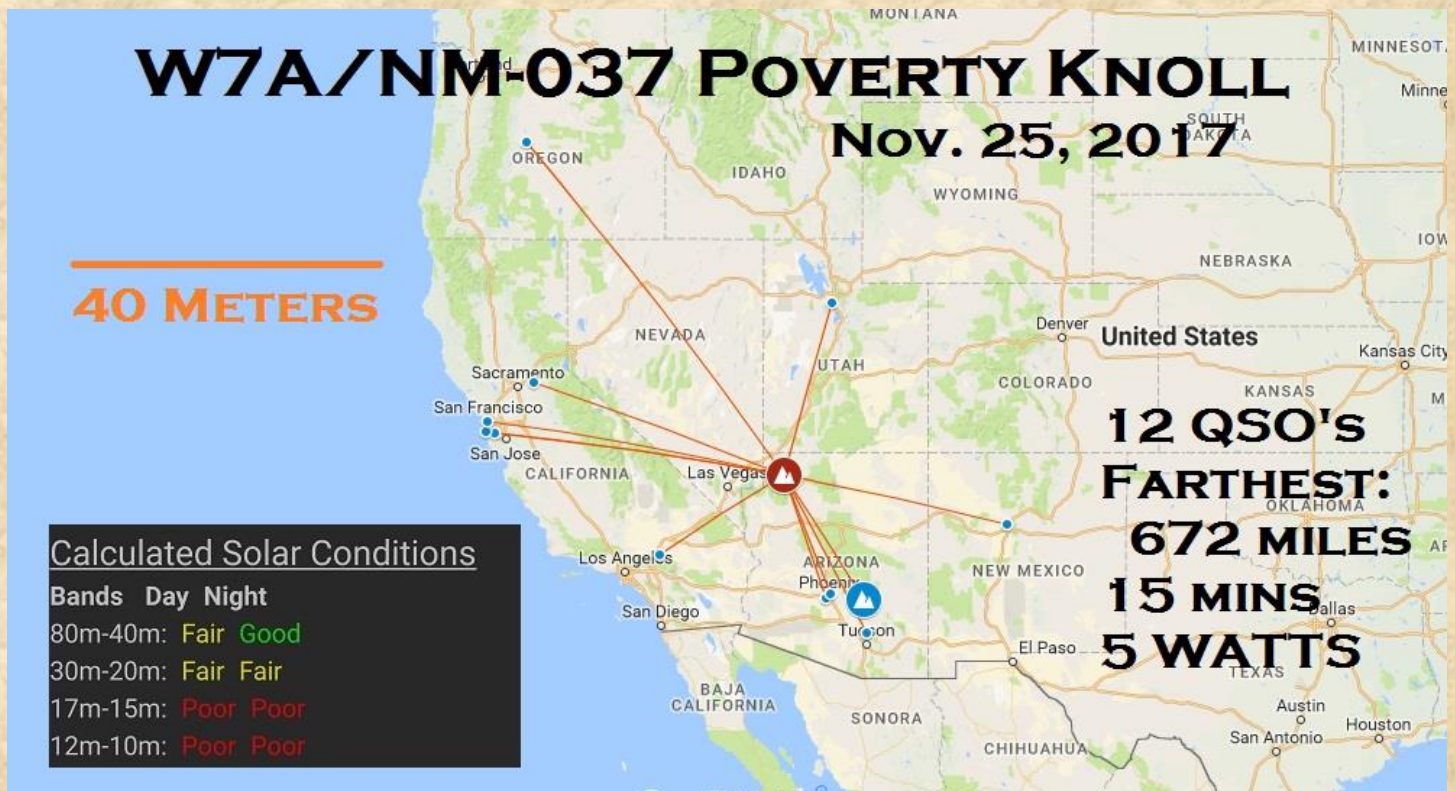 W7A/NM-037 POVERTY KNOLL
NOV. 25, 2017
40 METERS
12 QSO'S
FARTHEST:
672 MILES
15 MINS
5 WATTS
Calculated Solar Conditions
Bands Day Night
80m-40m: Fair Good
30m-20m: Fair Fair
17m-15m: Poor Poor
12m-10m: Poor Poor
MONTANA
MINNESOT
Minne
SOUTH
DAKOTA
OREGON
IDAHO
WYOMING
IOW
NEBRASKA
NEVADA
UTAH
Denver
United States
Kansas City
COLORADO
KANSAS
M
Sacramento
San Francisco
San Jose
CALIFORNIA
Las Vegas
OKLAHOMA
Los Angeles
ARIZONA
Phoenix
NEW MEXICO
San Diego
Tucson
Dallas
El Paso
TEXAS
BAJA
CALIFORNIA
SONORA
CHIHUAHUA
Austin
Houston
San Antonio